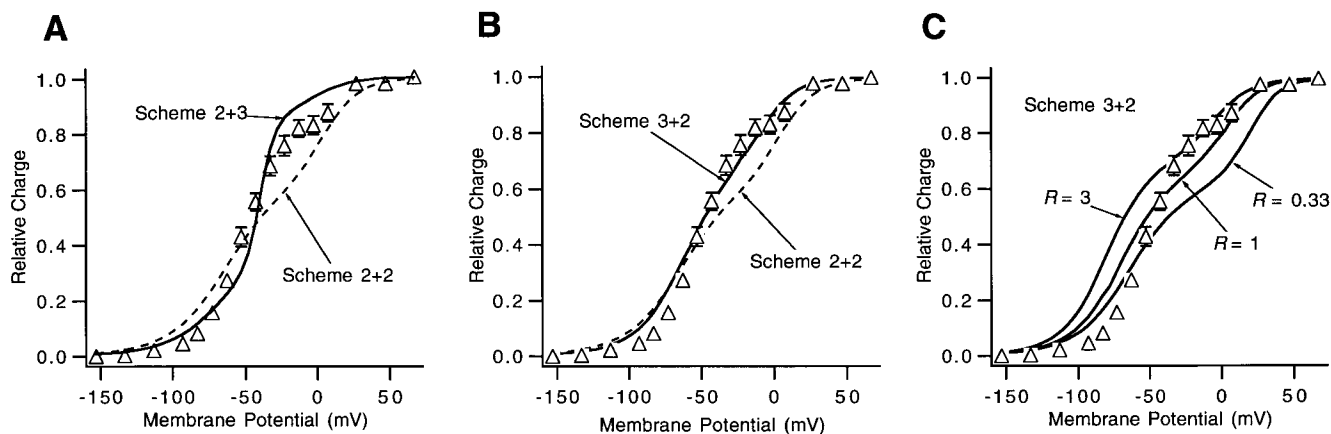 A
Relative Charge
1.0
0.8
0.6
0.4
0.2
0.0
Scheme 2+3
Scheme 2+2
-150 -100 -50 0 50
Membrane Potential (mV)
B
Relative Charge
1.0
0.8
0.6
0.4
0.2
0.0
Scheme 3+2
Scheme 2+2
-150 -100 -50 0 50
Membrane Potential (mV)
C
Relative Charge
1.0
0.8
0.6
0.4
0.2
0.0
Scheme 3+2
R = 3
R = 0.33
R = 1
-150 -100 -50 0 50
Membrane Potential (mV)